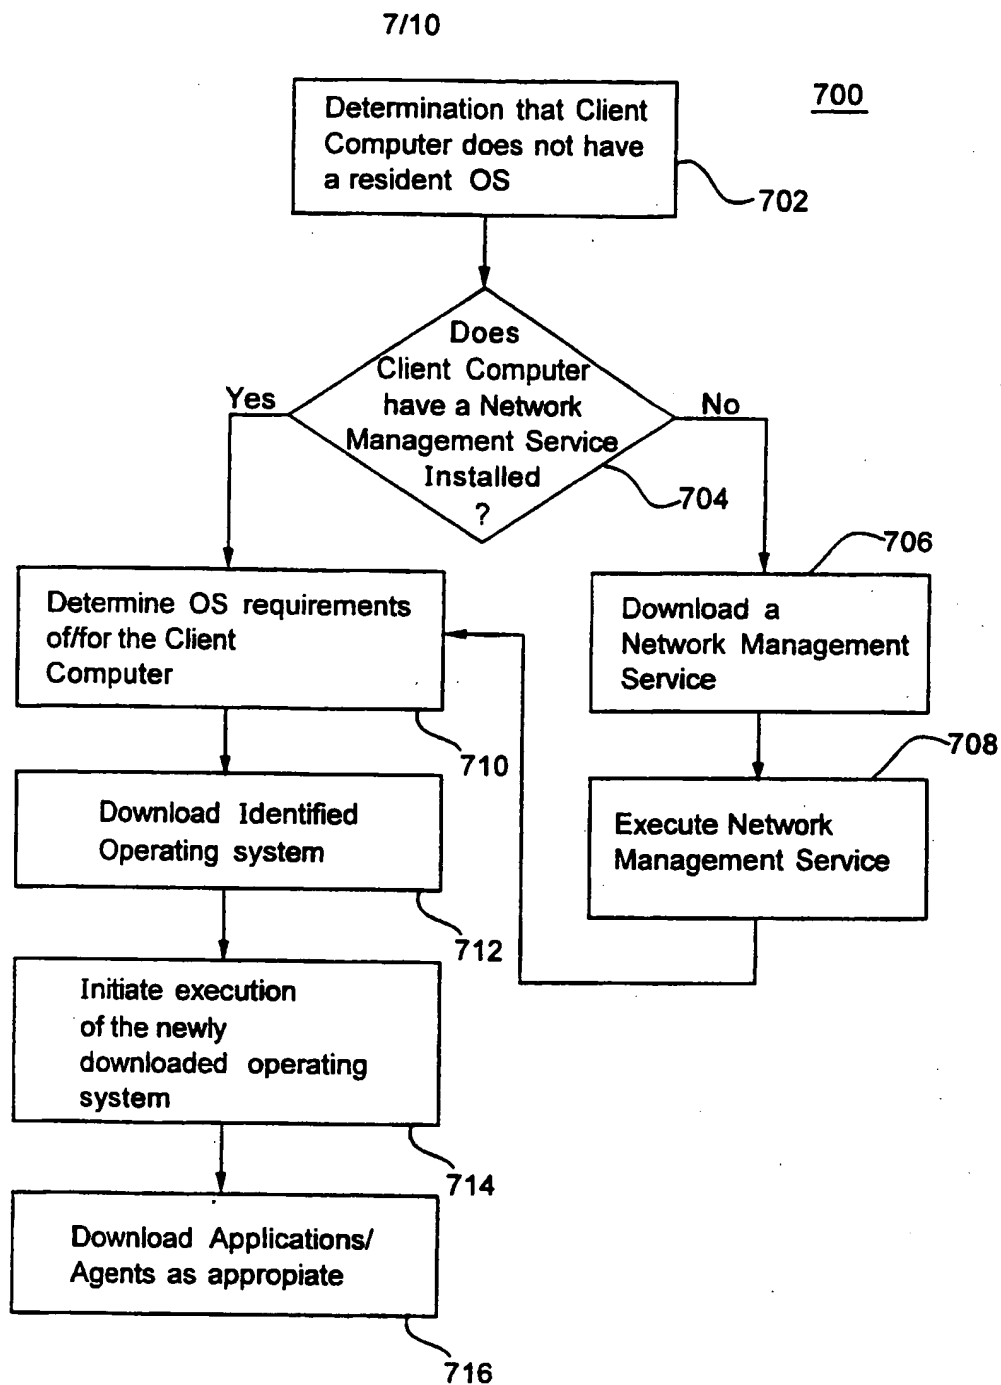 7/10
700
Determination that Client
Computer does not have
a resident OS
702
Does
Client Computer
have a Network
Management Service
Installed
?
Yes
No
704
706
Determine OS requirements
of/for the Client
Computer
710
Download a
Network Management
Service
708
Download Identified
Operating system
712
Execute Network
Management Service
Initiate execution
of the newly
downloaded operating
system
714
Download Applications/
Agents as appropiate
716